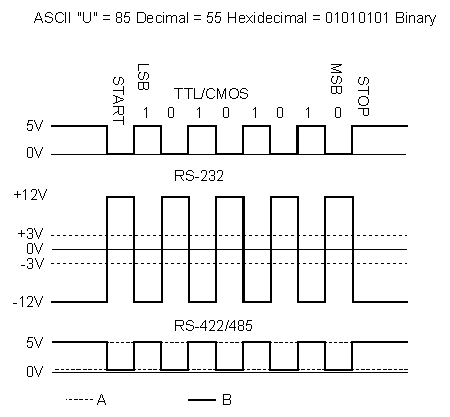 ASCII "U" = 85 Decimal = 55 Hexidecimal = 01010101 Binary
START
LSB
MSB
STOP
TTL/CMOS
1 0 1 0 1 0 1 0
5V
0V
RS-232
+12V
+3V
0V
-3V
-12V
RS-422/485
5V
0V
A
B